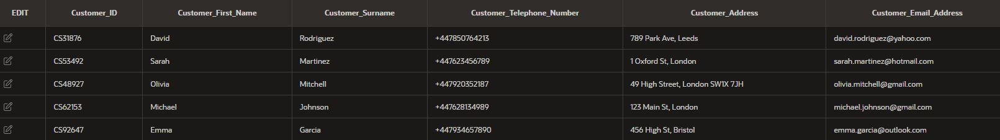 EDIT Customer_ID Customer_First_Name Customer_Surname Customer_Telephone_Number Customer_Address Customer_Email_Address
CS31876 David Rodriguez +447850764213 789 Park Ave, Leeds david.rodriguez@yahoo.com
CS53492 Sarah Martinez +447623456789 1 Oxford St, London sarah.martinez@hotmail.com
CS48927 Olivia Mitchell +447920352187 49 High Street, London SW1X 7JH olivia.mitchell@gmail.com
CS62153 Michael Johnson +447628134989 123 Main St, London michael.johnson@gmail.com
CS92647 Emma Garcia +447934657890 456 High St, Bristol emma.garcia@outlook.com